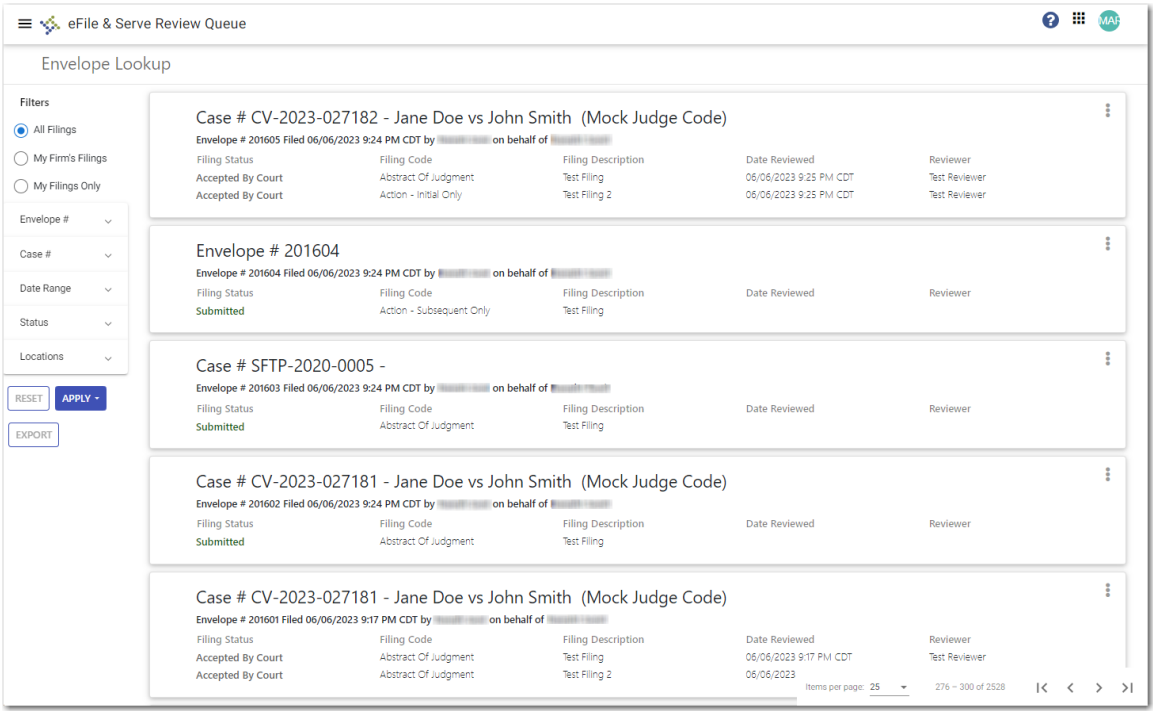 eFile & Serve Review Queue
? MAR
Envelope Lookup
Filters
All Filings
My Firm's Filings
My Filings Only
Envelope #
Case #
Date Range
Status
Locations
RESET APPLY
EXPORT
Case # CV-2023-027182 - Jane Doe vs John Smith (Mock Judge Code)
Envelope # 201605 Filed 06/06/2023 9:24 PM CDT by on behalf of
Filing Status Filing Code Filing Description Date Reviewed Reviewer
Accepted By Court Abstract Of Judgment Test Filing 06/06/2023 9:25 PM CDT Test Reviewer
Accepted By Court Action - Initial Only Test Filing 2 06/06/2023 9:25 PM CDT Test Reviewer
Envelope # 201604
Envelope # 201604 Filed 06/06/2023 9:24 PM CDT by on behalf of
Filing Status Filing Code Filing Description Date Reviewed Reviewer
Submitted Action - Subsequent Only Test Filing
Case # SFTP-2020-0005 -
Envelope # 201603 Filed 06/06/2023 9:24 PM CDT by on behalf of
Filing Status Filing Code Filing Description Date Reviewed Reviewer
Submitted Abstract Of Judgment Test Filing
Case # CV-2023-027181 - Jane Doe vs John Smith (Mock Judge Code)
Envelope # 201602 Filed 06/06/2023 9:24 PM CDT by on behalf of
Filing Status Filing Code Filing Description Date Reviewed Reviewer
Submitted Abstract Of Judgment Test Filing
Case # CV-2023-027181 - Jane Doe vs John Smith (Mock Judge Code)
Envelope # 201601 Filed 06/06/2023 9:17 PM CDT by on behalf of
Filing Status Filing Code Filing Description Date Reviewed Reviewer
Accepted By Court Abstract Of Judgment Test Filing 06/06/2023 9:17 PM CDT Test Reviewer
Accepted By Court Abstract Of Judgment Test Filing 2 06/06/2023
Items per page: 25 276 – 300 of 2528